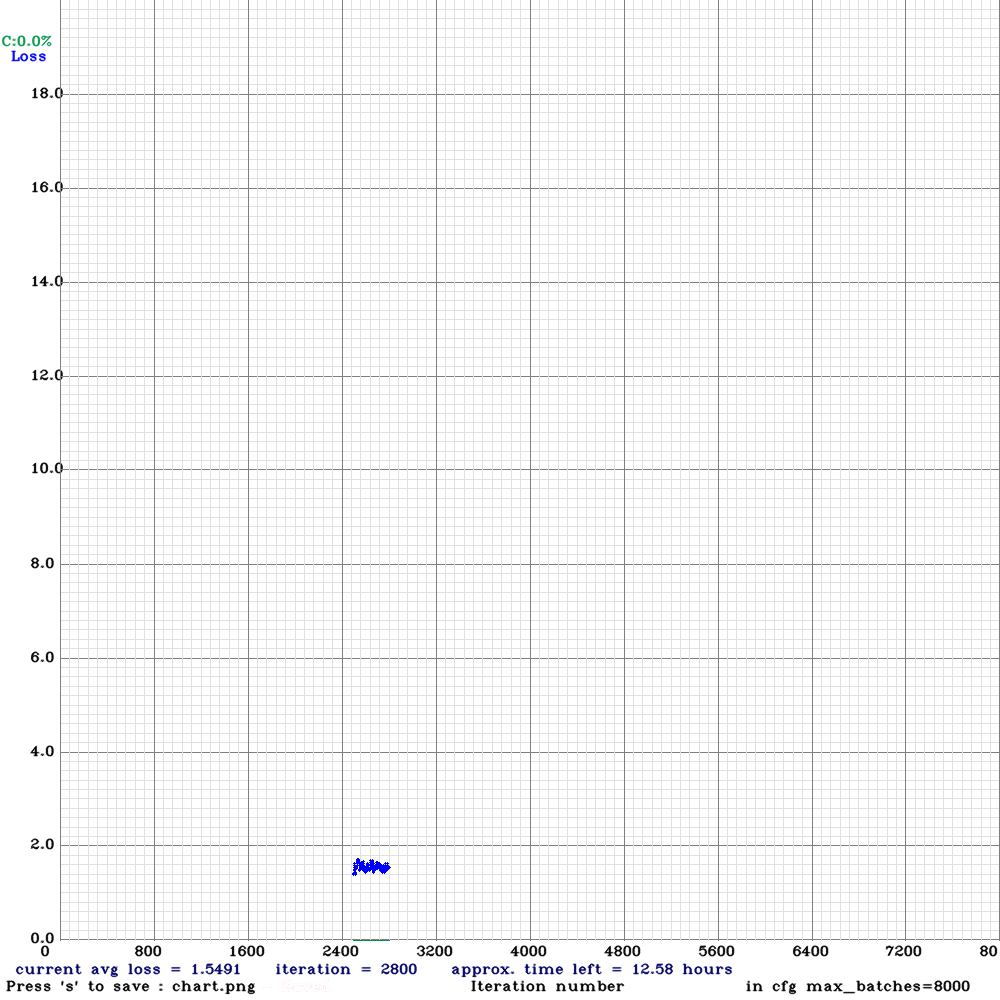 C:0.0%
Loss
18.0
16.0
14.0
12.0
10.0
8.0
6.0
4.0
2.0
0.0
0 800 1600 2400 3200 4000 4800 5600 6400 7200 80
current avg loss = 1.5491 iteration = 2800 approx. time left = 12.58 hours
Press 's' to save : chart.png Iteration number in cfg max_batches=8000